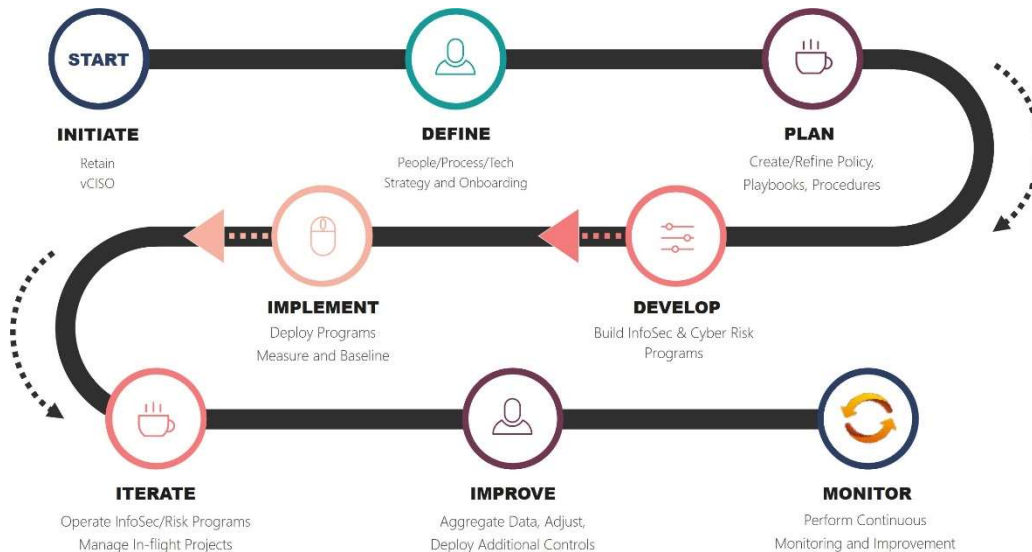 START
INITIATE
Retain
vCISO
DEFINE
People/Process/Tech
Strategy and Onboarding
PLAN
Create/Refine Policy,
Playbooks, Procedures
DEVELOP
Build InfoSec & Cyber Risk
Programs
IMPLEMENT
Deploy Programs
Measure and Baseline
ITERATE
Operate InfoSec/Risk Programs
Manage In-flight Projects
IMPROVE
Aggregate Data, Adjust,
Deploy Additional Controls
MONITOR
Perform Continuous
Monitoring and Improvement